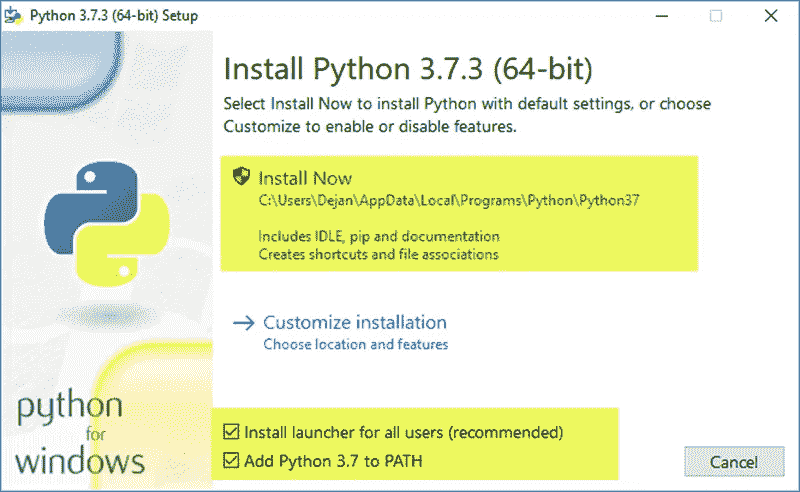 Python 3.7.3 (64-bit) Setup
Install Python 3.7.3 (64-bit)
Select Install Now to install Python with default settings, or choose
Customize to enable or disable features.
Install Now
C:\Users\Dejan\AppData\Local\Programs\Python\Python37
Includes IDLE, pip and documentation
Creates shortcuts and file associations
Customize installation
Choose location and features
python
for
windows
Install launcher for all users (recommended)
Add Python 3.7 to PATH
Cancel